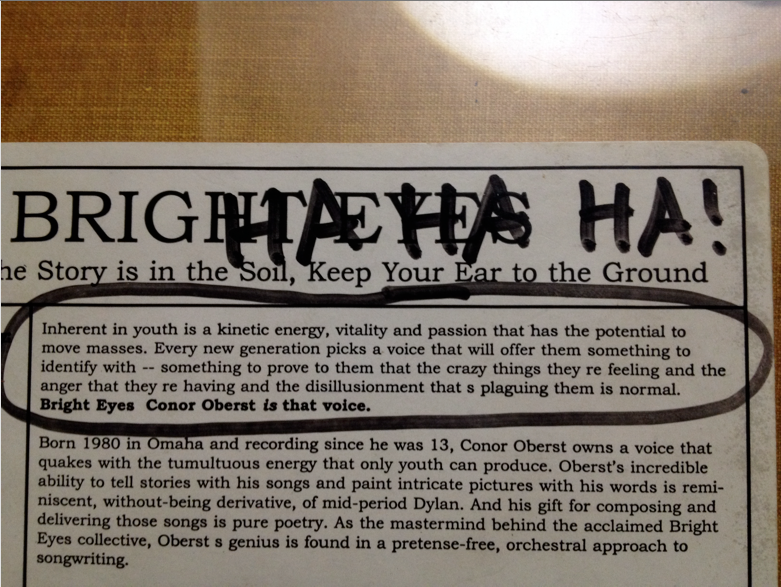 BRIGHT EYES
HA HA HA!
he Story is in the Soil, Keep Your Ear to the Ground
Inherent in youth is a kinetic energy, vitality and passion that has the potential to
move masses. Every new generation picks a voice that will offer them something to
identify with -- something to prove to them that the crazy things they re feeling and the
anger that they re having and the disillusionment that s plaguing them is normal.
Bright Eyes Conor Oberst is that voice.
Born 1980 in Omaha and recording since he was 13, Conor Oberst owns a voice that
quakes with the tumultuous energy that only youth can produce. Oberst's incredible
ability to tell stories with his songs and paint intricate pictures with his words is remi-
niscent, without-being derivative, of mid-period Dylan. And his gift for composing and
delivering those songs is pure poetry. As the mastermind behind the acclaimed Bright
Eyes collective, Oberst s genius is found in a pretense-free, orchestral approach to
songwriting.